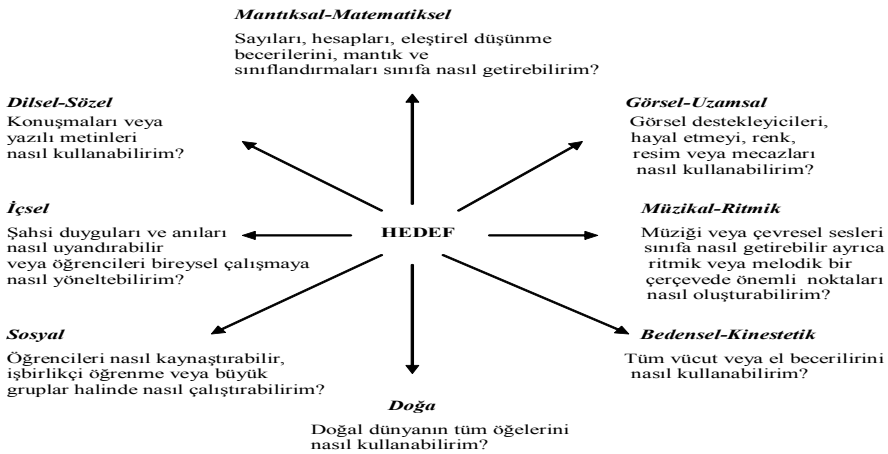 Mantıksal-Matematiksel
Sayıları, hesapları, eleştirel düşünme
becerilerini, mantık ve
sınıflandırmaları sınıfa nasıl getirebilirim?
Dilsel-Sözel
Konuşmaları veya
yazılı metinleri
nasıl kullanabilirim?
Görsel-Uzamsal
Görsel destekleyicileri,
hayal etmeyi, renk,
resim veya mecazları
nasıl kullanabilirim?
İçsel
Şahsi duyguları ve anıları
nasıl uyandırabilir
veya öğrencileri bireysel çalışmaya
nasıl yöneltebilirim?
HEDEF
Müzikal-Ritmik
Müziği veya çevresel sesleri
sınıfa nasıl getirebilir ayrıca
ritmik veya melodik bir
çerçevede önemli noktaları
nasıl oluşturabilirim?
Sosyal
Öğrencileri nasıl kaynaştırabilir,
işbirlikçi öğrenme veya büyük
gruplar halinde nasıl çalıştırabilirim?
Bedensel-Kinestetik
Tüm vücut veya el becerilirini
nasıl kullanabilirim?
Doğa
Doğal dünyanın tüm öğelerini
nasıl kullanabilirim?